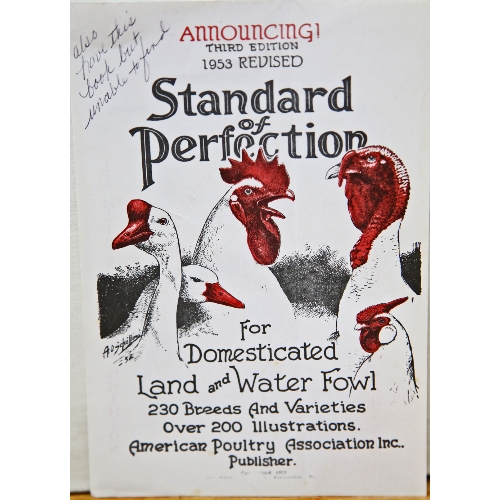 also
have this
book but
unable to find
ANNOUNCING!
THIRD EDITION
1953 REVISED
Standard
of
Perfection
For
Domesticated
Land and Water Fowl
230 Breeds And Varieties
Over 200 Illustrations.
American Poultry Association Inc..
Publisher.